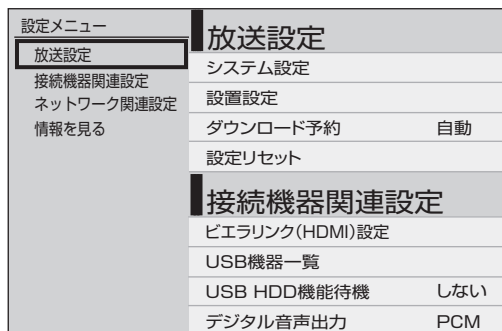 設定メニュー
放送設定
接続機器関連設定
ネットワーク関連設定
情報を見る
放送設定
システム設定
設置設定
ダウンロード予約 自動
設定リセット
接続機器関連設定
ビエラリンク(HDMI)設定
USB機器一覧
USB HDD機能待機 しない
デジタル音声出力 PCM